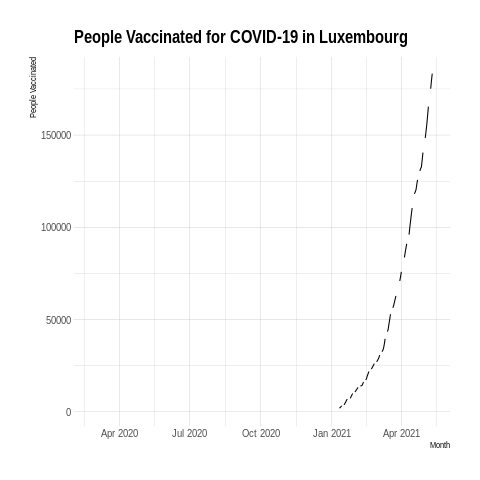 People Vaccinated for COVID-19 in Luxembourg
People Vaccinated
150000
100000
50000
0
Apr 2020 Jul 2020 Oct 2020 Jan 2021 Apr 2021
Month